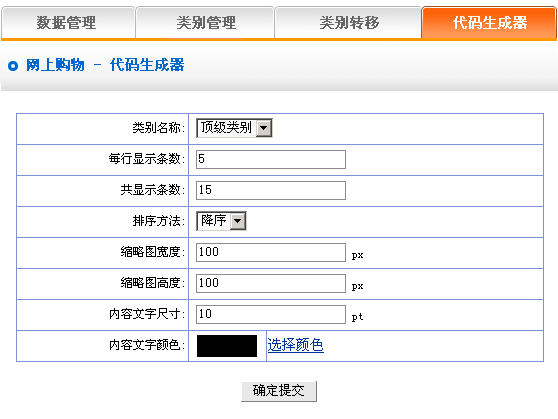 数据管理 类别管理 类别转移 代码生成器
网上购物 - 代码生成器
类别名称: 顶级类别
每行显示条数: 5
共显示条数: 15
排序方法: 降序
缩略图宽度: 100 px
缩略图高度: 100 px
内容文字尺寸: 10 pt
内容文字颜色: 选择颜色
确定提交